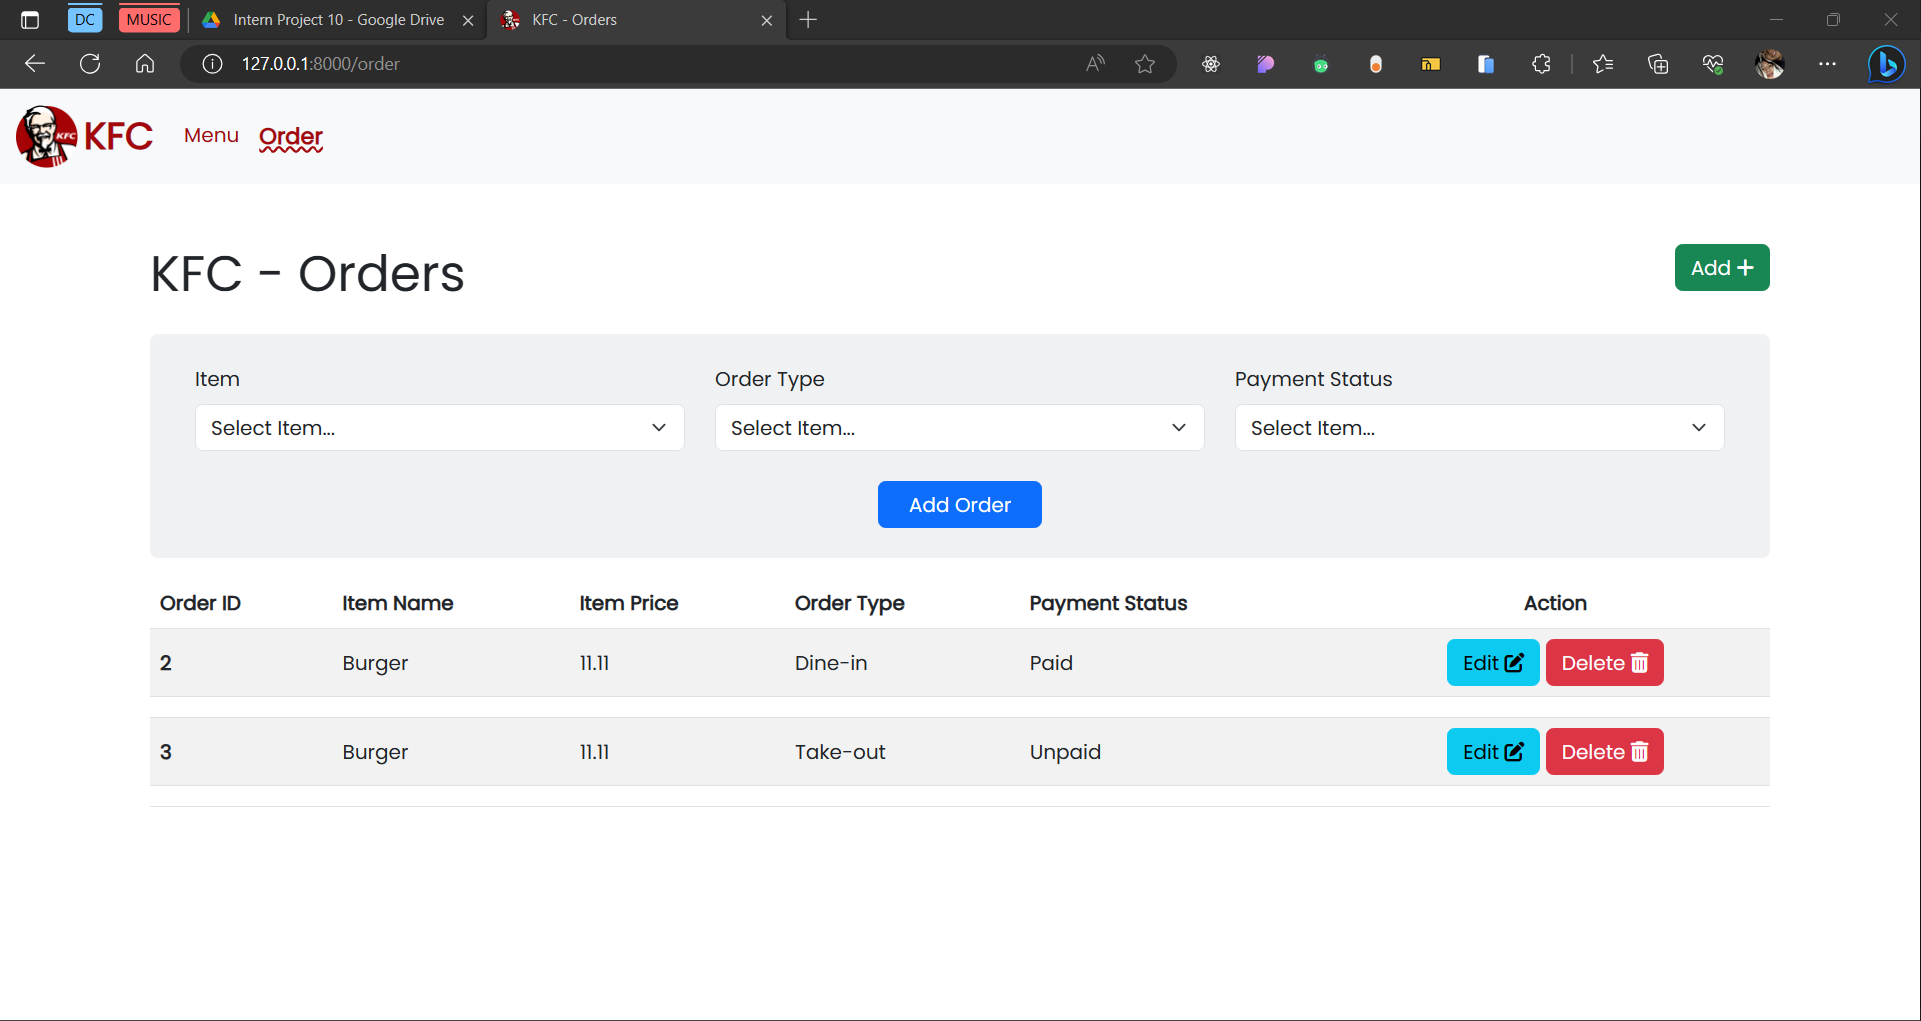 DC MUSIC Intern Project 10 - Google Drive KFC - Orders
127.0.0.1:8000/order
KFC KFC Menu Order
KFC - Orders Add
Item Order Type Payment Status
Select Item... Select Item... Select Item...
Add Order
Order ID Item Name Item Price Order Type Payment Status Action
2 Burger 11.11 Dine-in Paid Edit Delete
3 Burger 11.11 Take-out Unpaid Edit Delete